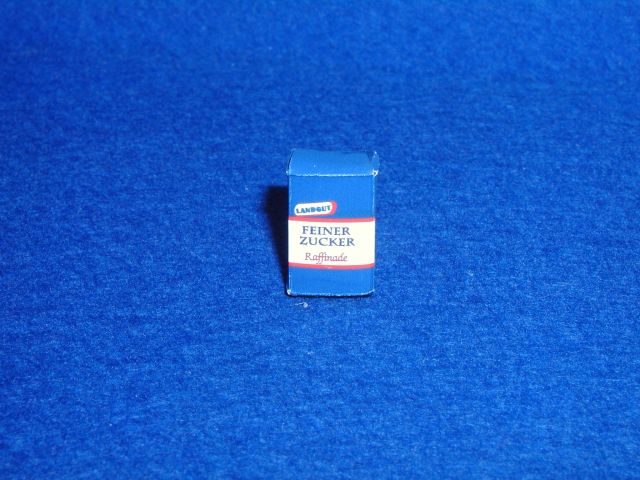 LANDGUT
FEINER
ZUCKER
Raffinade